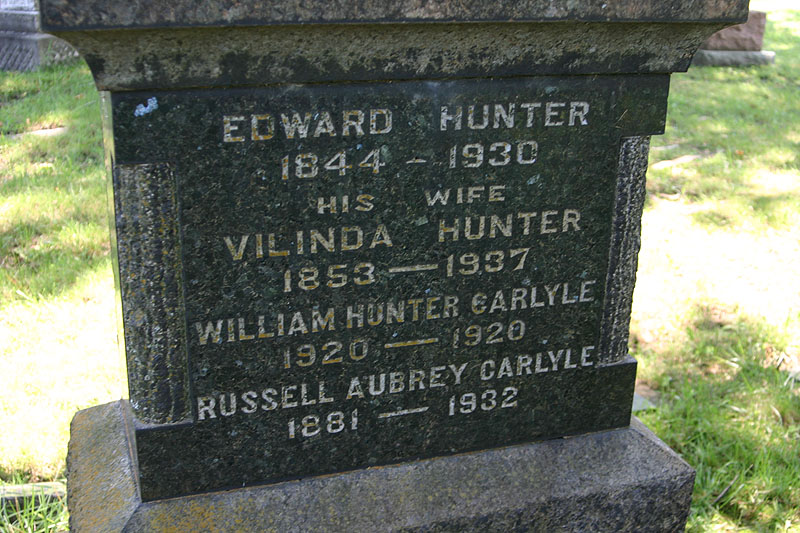 EDWARD HUNTER
1844 - 1930
HIS WIFE
VILINDA HUNTER
1853 — 1937
WILLIAM HUNTER CARLYLE
1920 — 1920
RUSSELL AUBREY CARLYLE
1881 — 1932